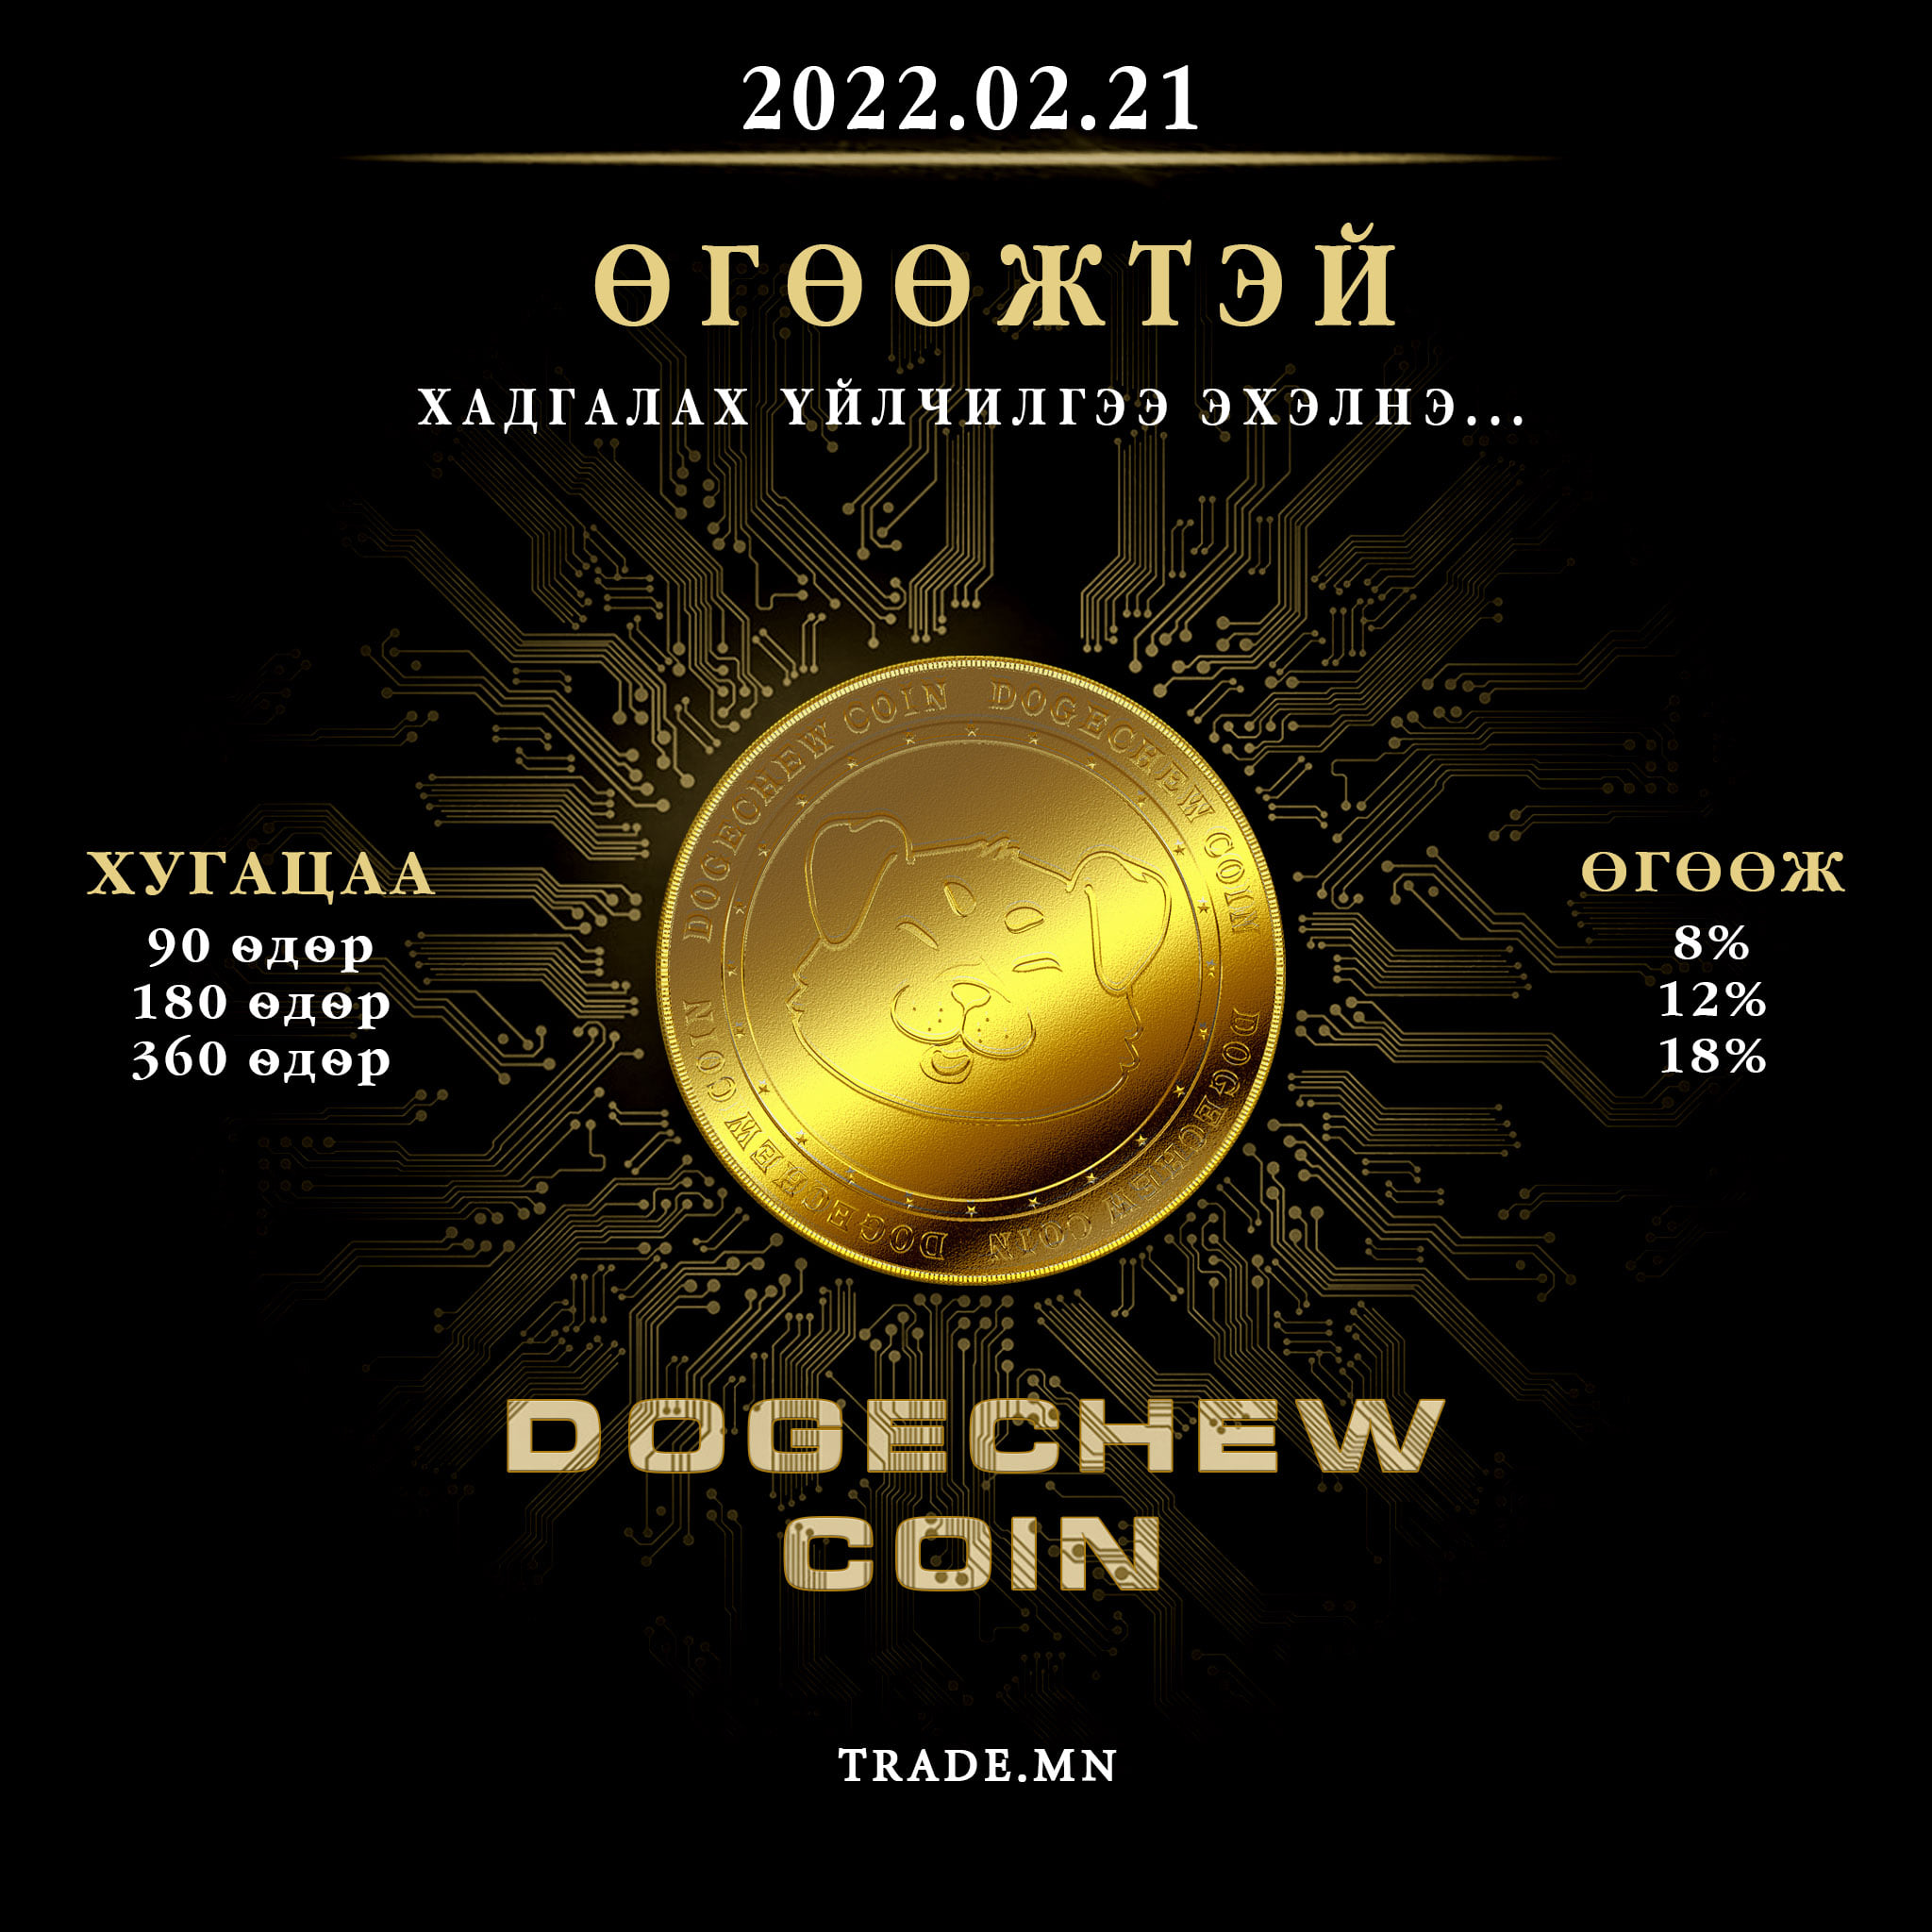 2022.02.21
ӨГӨӨЖТЭЙ
ХАДГАЛАХ ҮЙЛЧИЛГЭЭ ЭХЭЛНЭ...
DOGECHEW COIN DOGECHEW COIN DOGECHEW COIN DOGECHEW COIN
ХУГАЦАА
90 өдөр
180 өдөр
360 өдөр
ӨГӨӨЖ
8%
12%
18%
DOGECHEW
COIN
TRADE.MN